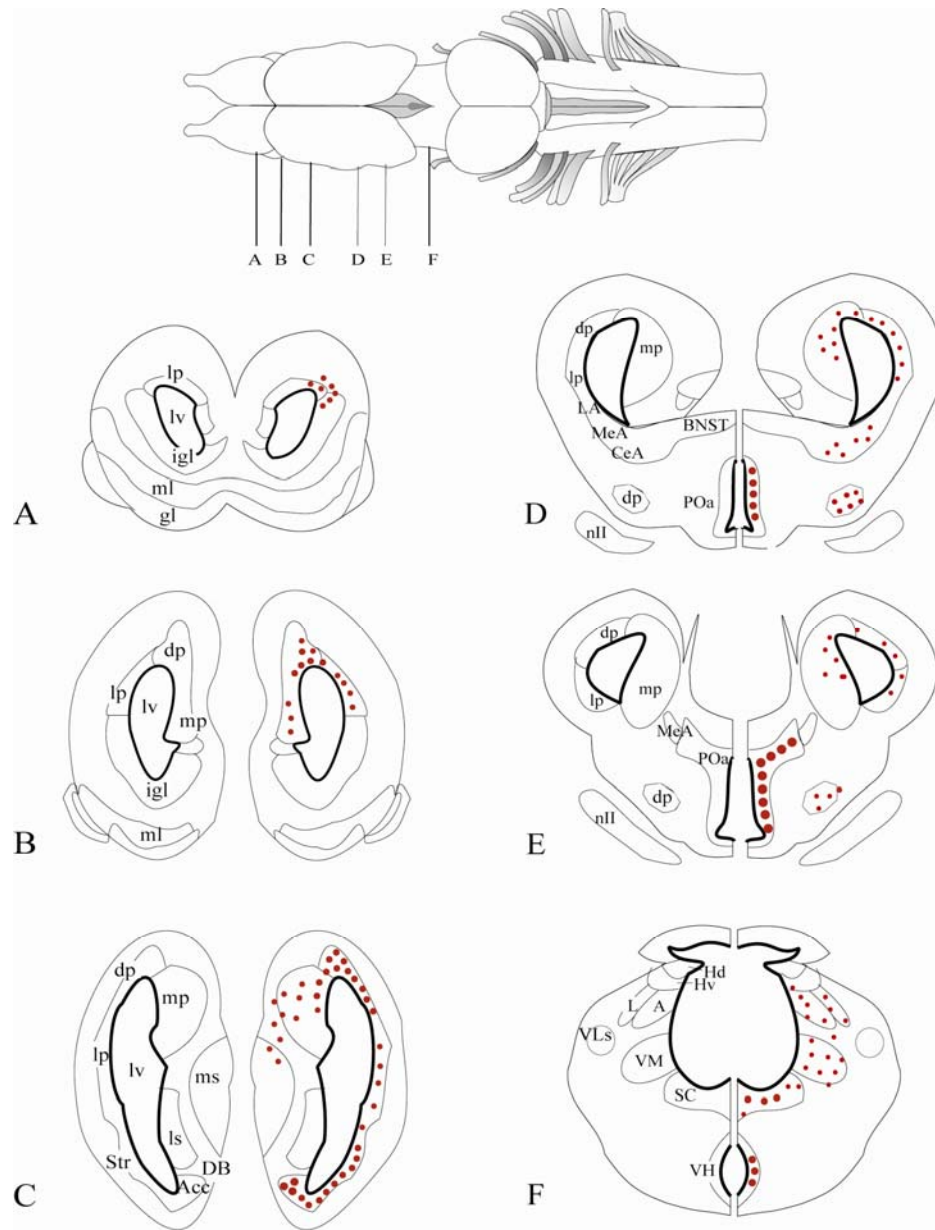 A B C D E F
lp
lv
igl
ml
gl
A
dp
lp
lv
mp
igl
ml
B
dp
mp
lp
lv
ms
ls
Str
DB
Acc
C
dp
mp
lp
LA
BNST
MeA
CeA
dp
POa
nII
D
dp
lp
mp
MeA
POa
dp
nII
E
Hd
Hv
L
A
VLs
VM
SC
VH
F